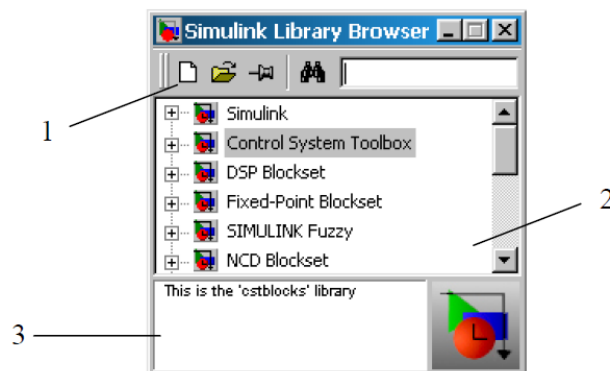 Simulink Library Browser
1
Simulink
Control System Toolbox
DSP Blockset
Fixed-Point Blockset
2
SIMULINK Fuzzy
NCD Blockset
This is the 'cstblocks' library
3